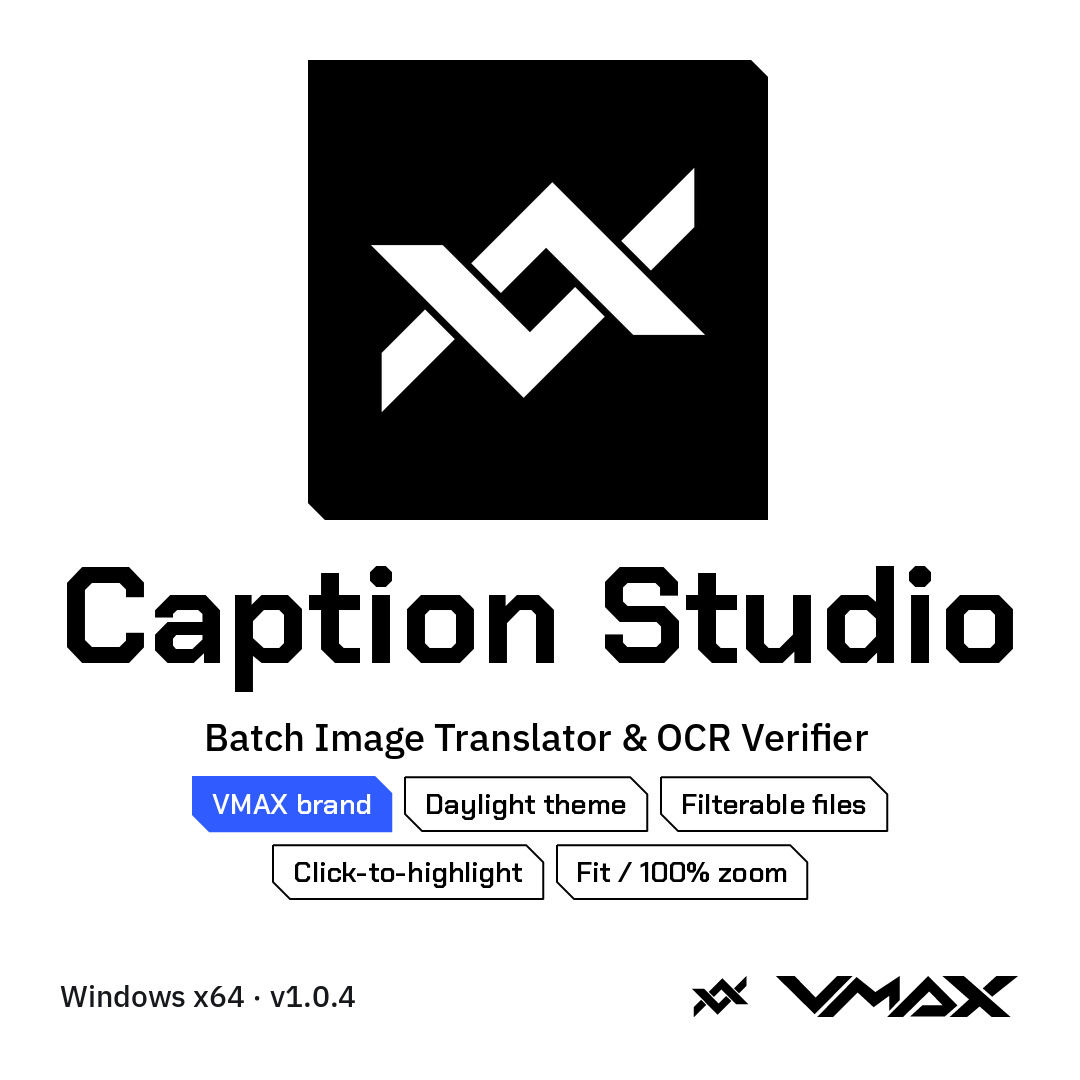 Caption Studio
Batch Image Translator & OCR Verifier
VMAX brand Daylight theme Filterable files
Click-to-highlight Fit / 100% zoom
Windows x64 · v1.0.4 VMAX